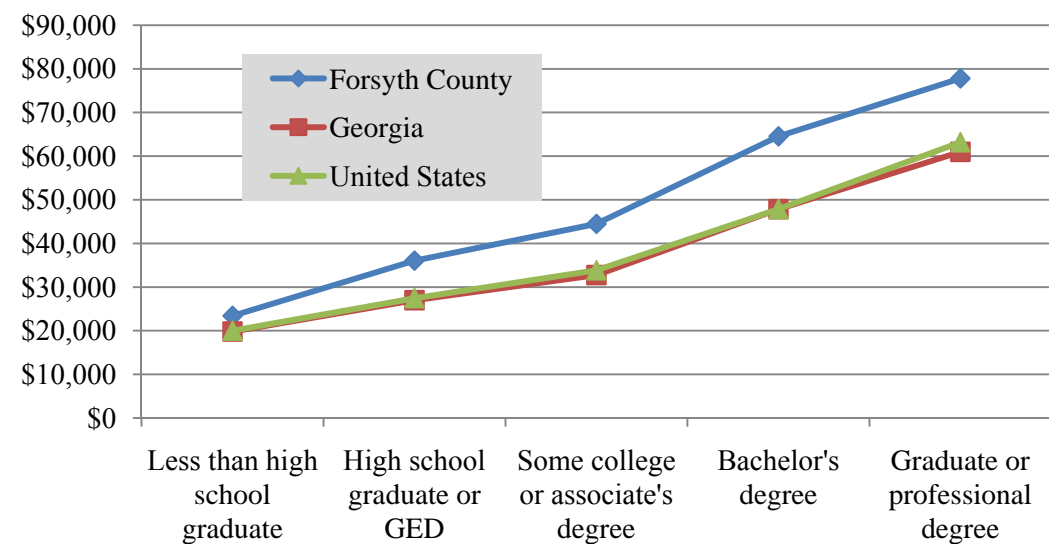 $90,000
$80,000
$70,000
$60,000
$50,000
$40,000
$30,000
$20,000
$10,000
$0
Forsyth County
Georgia
United States
Less than high
school
graduate
High school
graduate or
GED
Some college
or associate's
degree
Bachelor's
degree
Graduate or
professional
degree